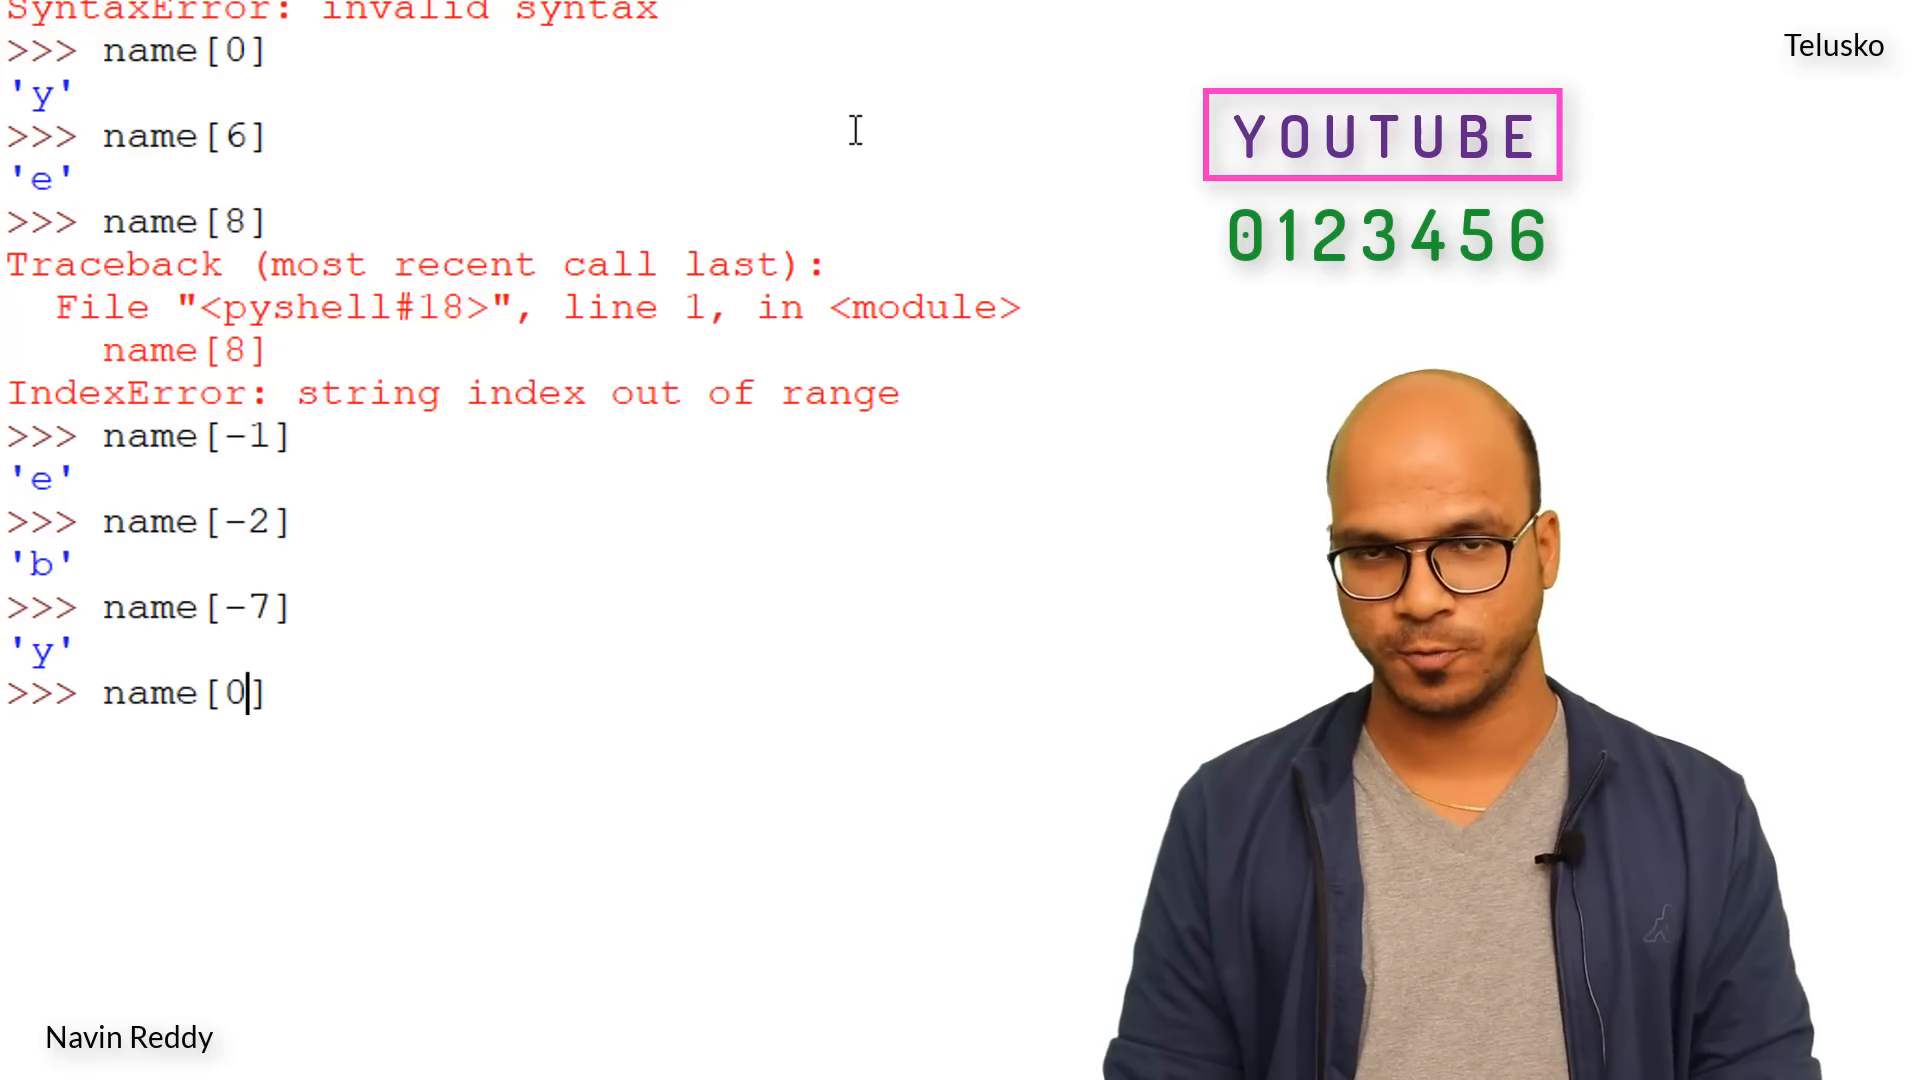 SyntaxError: invalid syntax
>>> name[0]
'y'
>>> name[6]
'e'
>>> name[8]
Traceback (most recent call last):
  File "<pyshell#18>", line 1, in <module>
    name[8]
IndexError: string index out of range
>>> name[-1]
'e'
>>> name[-2]
'b'
>>> name[-7]
'y'
>>> name[0]
Telusko
YOUTUBE
0123456
Navin Reddy